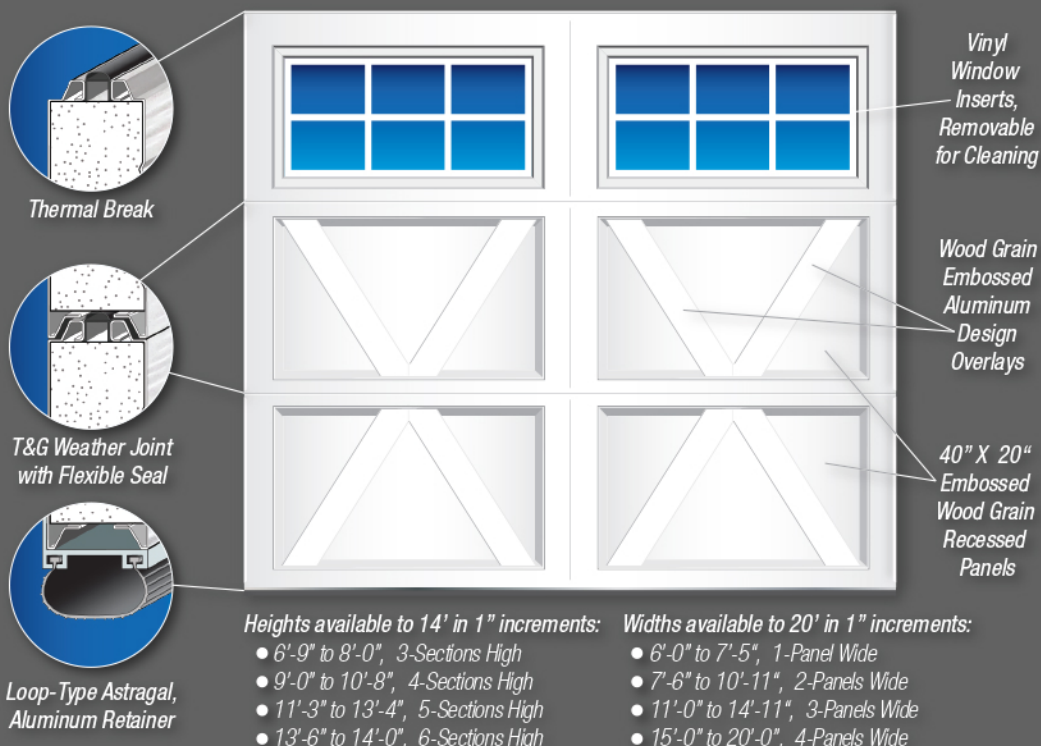 Thermal Break
T&G Weather Joint
with Flexible Seal
Loop-Type Astragal,
Aluminum Retainer
Vinyl
Window
Inserts,
Removable
for Cleaning
Wood Grain
Embossed
Aluminum
Design
Overlays
40” X 20“
Embossed
Wood Grain
Recessed
Panels
Heights available to 14’ in 1” increments:
● 6’-9” to 8’-0”, 3-Sections High
● 9’-0” to 10’-8”, 4-Sections High
● 11’-3” to 13’-4”, 5-Sections High
● 13’-6” to 14’-0”, 6-Sections High
Widths available to 20’ in 1” increments:
● 6’-0” to 7’-5“, 1-Panel Wide
● 7’-6” to 10’-11“, 2-Panels Wide
● 11’-0” to 14’-11“, 3-Panels Wide
● 15’-0” to 20’-0”, 4-Panels Wide